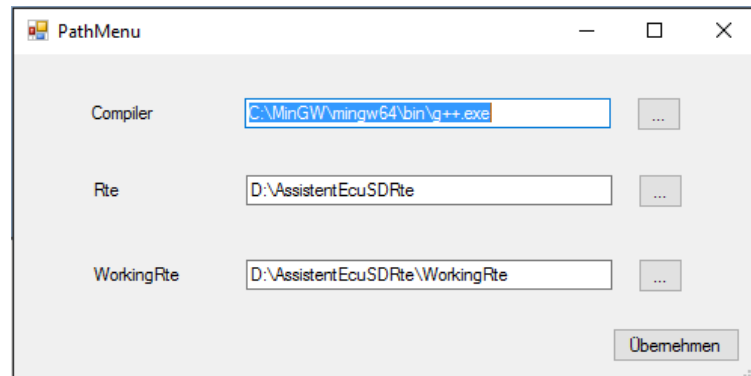 PathMenu
Compiler C:\MinGW\mingw64\bin\g++.exe ...
Rte D:\AssistentEcuSDRte ...
WorkingRte D:\AssistentEcuSDRte\WorkingRte ...
Übernehmen